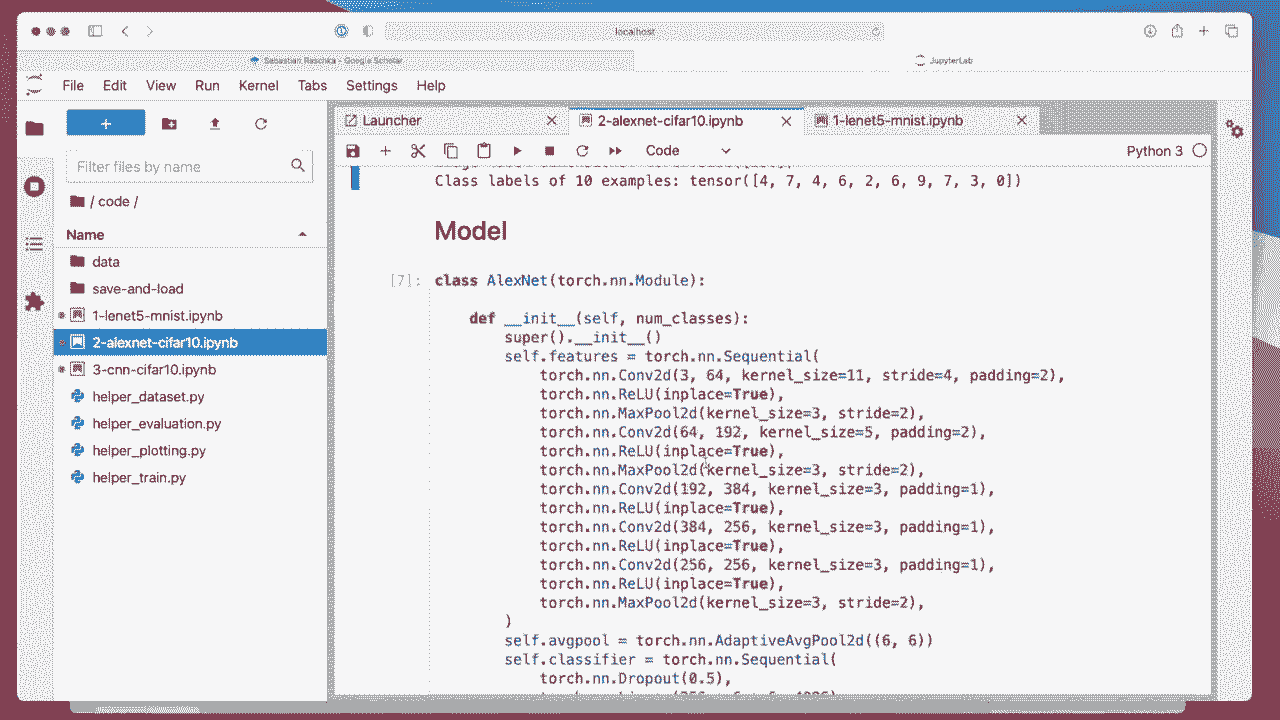 localhost
Sebastian Raschka - Google Scholar
JupyterLab
File Edit View Run Kernel Tabs Settings Help
Launcher
2-alexnet-cifar10.ipynb
1-lenet5-mnist.ipynb
Filter files by name
Code
Python 3
/ code /
Name
data
save-and-load
1-lenet5-mnist.ipynb
2-alexnet-cifar10.ipynb
3-cnn-cifar10.ipynb
helper_dataset.py
helper_evaluation.py
helper_plotting.py
helper_train.py
Class labels of 10 examples: tensor([4, 7, 4, 6, 2, 6, 9, 7, 3, 0])
Model
[7]: class AlexNet(torch.nn.Module):
def __init__(self, num_classes):
super().__init__()
self.features = torch.nn.Sequential(
torch.nn.Conv2d(3, 64, kernel_size=11, stride=4, padding=2),
torch.nn.ReLU(inplace=True),
torch.nn.MaxPool2d(kernel_size=3, stride=2),
torch.nn.Conv2d(64, 192, kernel_size=5, padding=2),
torch.nn.ReLU(inplace=True),
torch.nn.MaxPool2d(kernel_size=3, stride=2),
torch.nn.Conv2d(192, 384, kernel_size=3, padding=1),
torch.nn.ReLU(inplace=True),
torch.nn.Conv2d(384, 256, kernel_size=3, padding=1),
torch.nn.ReLU(inplace=True),
torch.nn.Conv2d(256, 256, kernel_size=3, padding=1),
torch.nn.ReLU(inplace=True),
torch.nn.MaxPool2d(kernel_size=3, stride=2),
)
self.avgpool = torch.nn.AdaptiveAvgPool2d((6, 6))
self.classifier = torch.nn.Sequential(
torch.nn.Dropout(0.5),